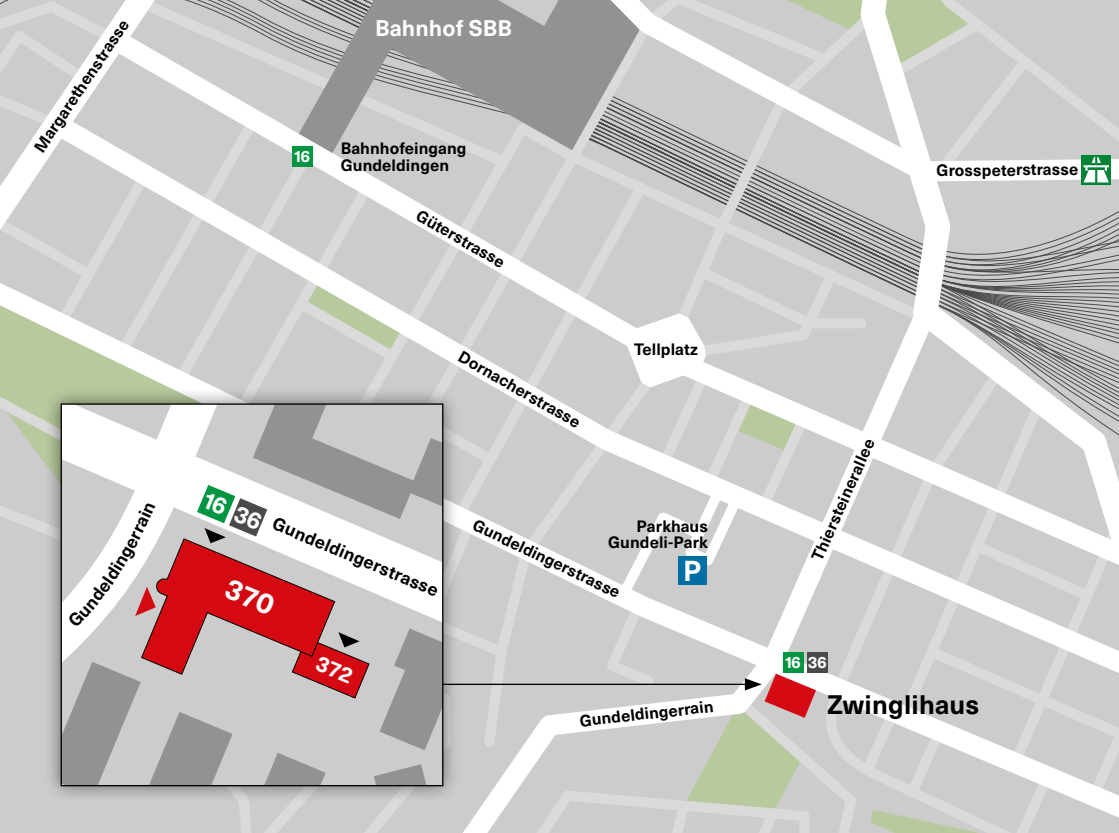 Bahnhof SBB
Margarethenstrasse
16
Bahnhofeingang
Gundeldingen
Grosspeterstrasse
Güterstrasse
Tellplatz
Dornacherstrasse
Thiersteinerallee
Gundeldingerstrasse
Parkhaus
Gundeli-Park
P
16 36
Zwinglihaus
Gundeldingerrain
16 36
Gundeldingerstrasse
Gundeldingerrain
370
372